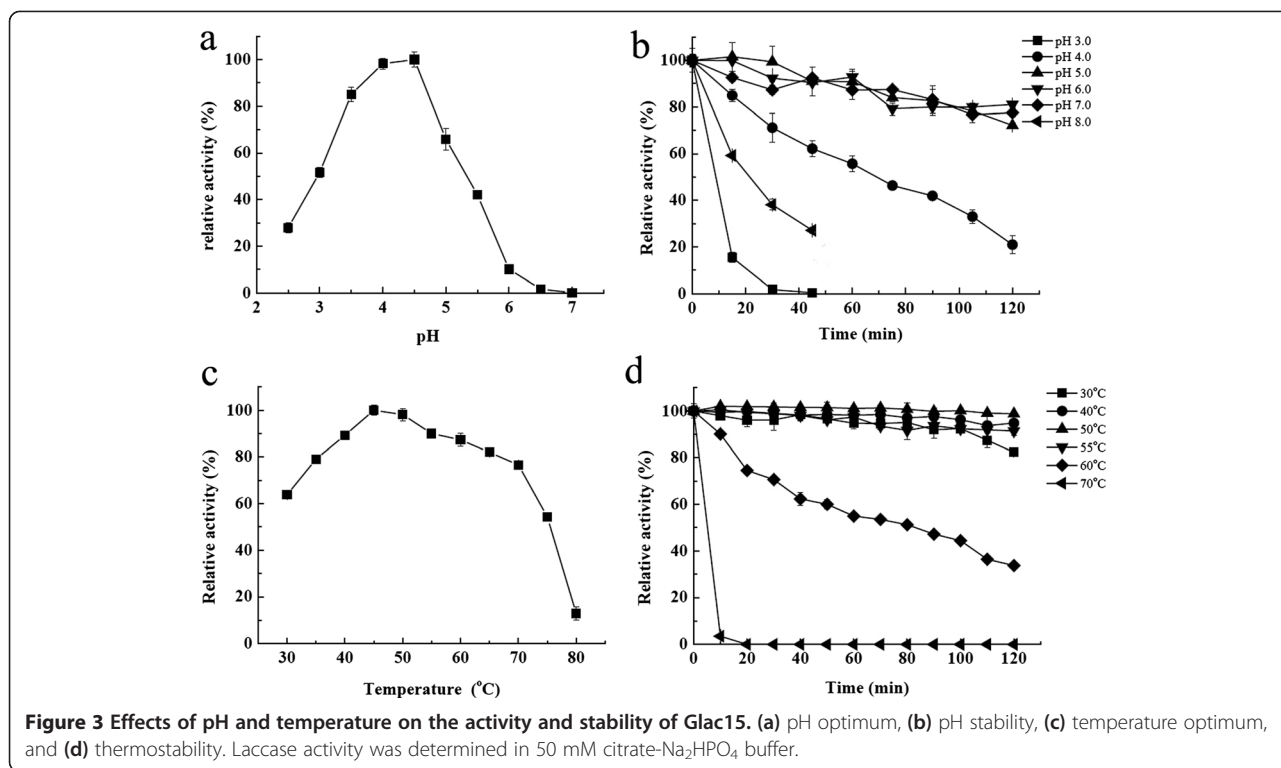 a
relative activity (%)
100
80
60
40
20
0
2 3 4 5 6 7
pH
b
Relative activity (%)
100
80
60
40
20
0
0 20 40 60 80 100 120
Time (min)
pH 3.0
pH 4.0
pH 5.0
pH 6.0
pH 7.0
pH 8.0
c
Relative activity (%)
100
80
60
40
20
0
30 40 50 60 70 80
Temperature (°C)
d
Relative activity (%)
100
80
60
40
20
0
0 20 40 60 80 100 120
Time (min)
30°C
40°C
50°C
55°C
60°C
70°C
Figure 3 Effects of pH and temperature on the activity and stability of Glac15. (a) pH optimum, (b) pH stability, (c) temperature optimum,
and (d) thermostability. Laccase activity was determined in 50 mM citrate-Na₂HPO₄ buffer.